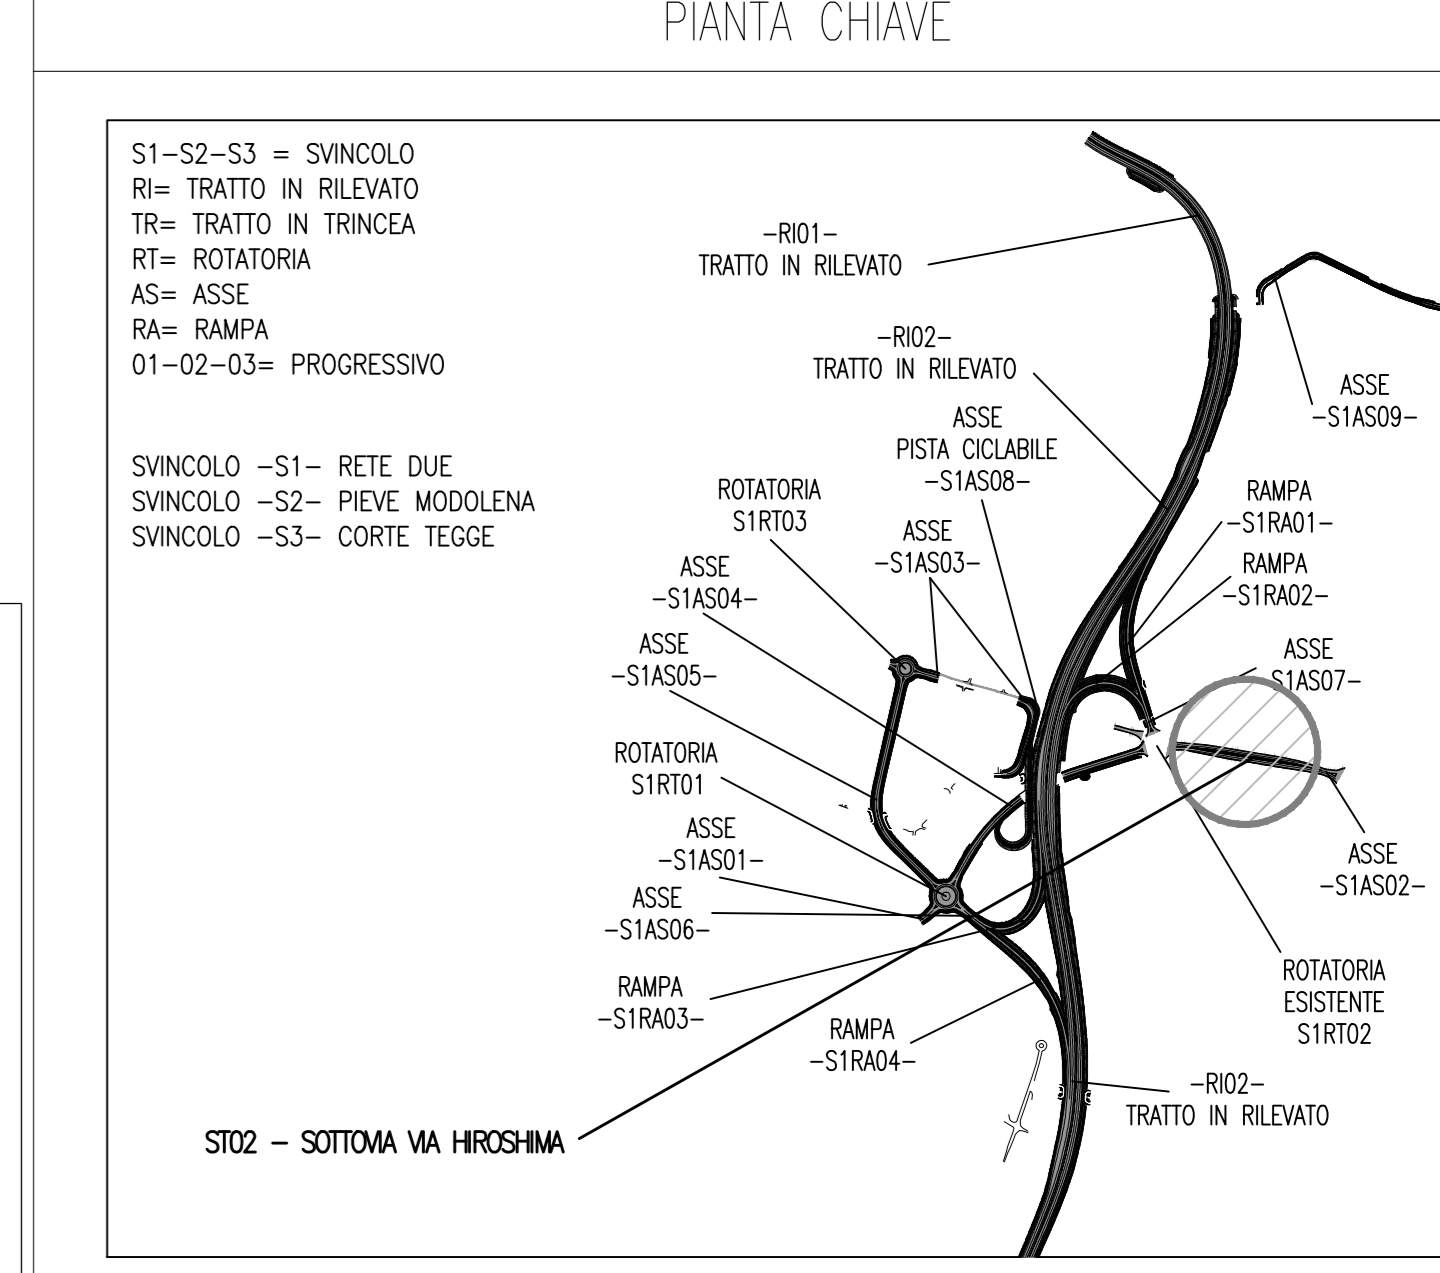 PIANTA CHIAVE
S1-S2-S3 = SVINCOLO
RI= TRATTO IN RILEVATO
TR= TRATTO IN TRINCEA
RT= ROTATORIA
AS= ASSE
RA= RAMPA
01-02-03= PROGRESSIVO
SVINCOLO -S1- RETE DUE
SVINCOLO -S2- PIEVE MODOLENA
SVINCOLO -S3- CORTE TEGGE
-RI01-
TRATTO IN RILEVATO
-RI02-
TRATTO IN RILEVATO
ASSE
-S1AS09-
ASSE
PISTA CICLABILE
-S1AS08-
ROTATORIA
S1RT03
ASSE
-S1AS03-
RAMPA
-S1RA01-
RAMPA
-S1RA02-
ASSE
-S1AS04-
ASSE
-S1AS05-
ASSE
S1AS07-
ROTATORIA
S1RT01
ASSE
-S1AS01-
ASSE
-S1AS06-
ASSE
-S1AS02-
RAMPA
-S1RA03-
RAMPA
-S1RA04-
ROTATORIA
ESISTENTE
S1RT02
-RI02-
TRATTO IN RILEVATO
ST02 - SOTTOVIA VIA HIROSHIMA